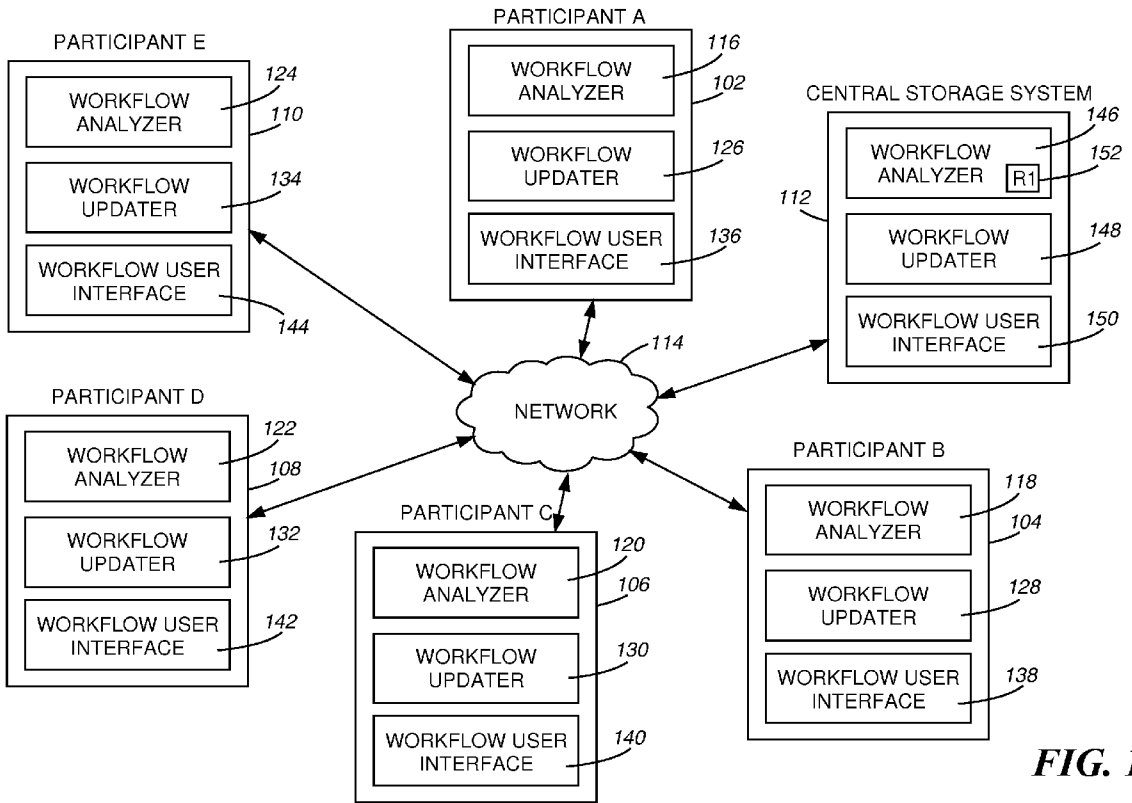 PARTICIPANT E
WORKFLOW
ANALYZER
124
110
WORKFLOW
UPDATER
134
WORKFLOW USER
INTERFACE
144
PARTICIPANT A
WORKFLOW
ANALYZER
116
102
WORKFLOW
UPDATER
126
WORKFLOW USER
INTERFACE
136
CENTRAL STORAGE SYSTEM
WORKFLOW
ANALYZER
R1
146
152
112
WORKFLOW
UPDATER
148
WORKFLOW USER
INTERFACE
150
NETWORK
114
PARTICIPANT D
WORKFLOW
ANALYZER
122
108
WORKFLOW
UPDATER
132
WORKFLOW USER
INTERFACE
142
PARTICIPANT C
WORKFLOW
ANALYZER
120
106
WORKFLOW
UPDATER
130
WORKFLOW USER
INTERFACE
140
PARTICIPANT B
WORKFLOW
ANALYZER
118
104
WORKFLOW
UPDATER
128
WORKFLOW USER
INTERFACE
138
FIG. 1